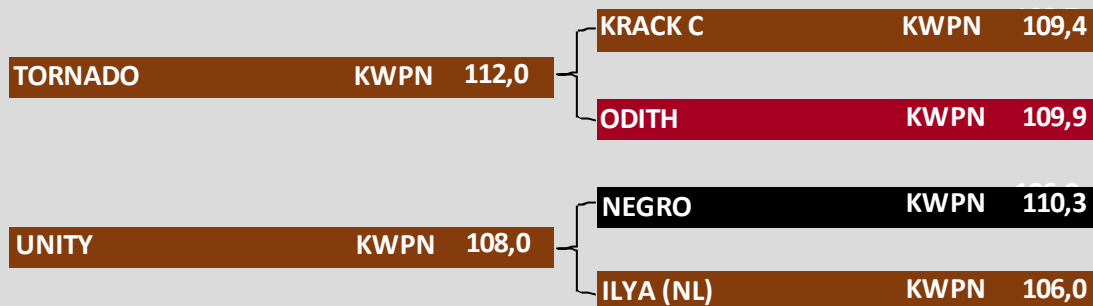 KRACK C KWPN 109,4
TORNADO KWPN 112,0
ODITH KWPN 109,9
NEGRO KWPN 110,3
UNITY KWPN 108,0
ILYA (NL) KWPN 106,0